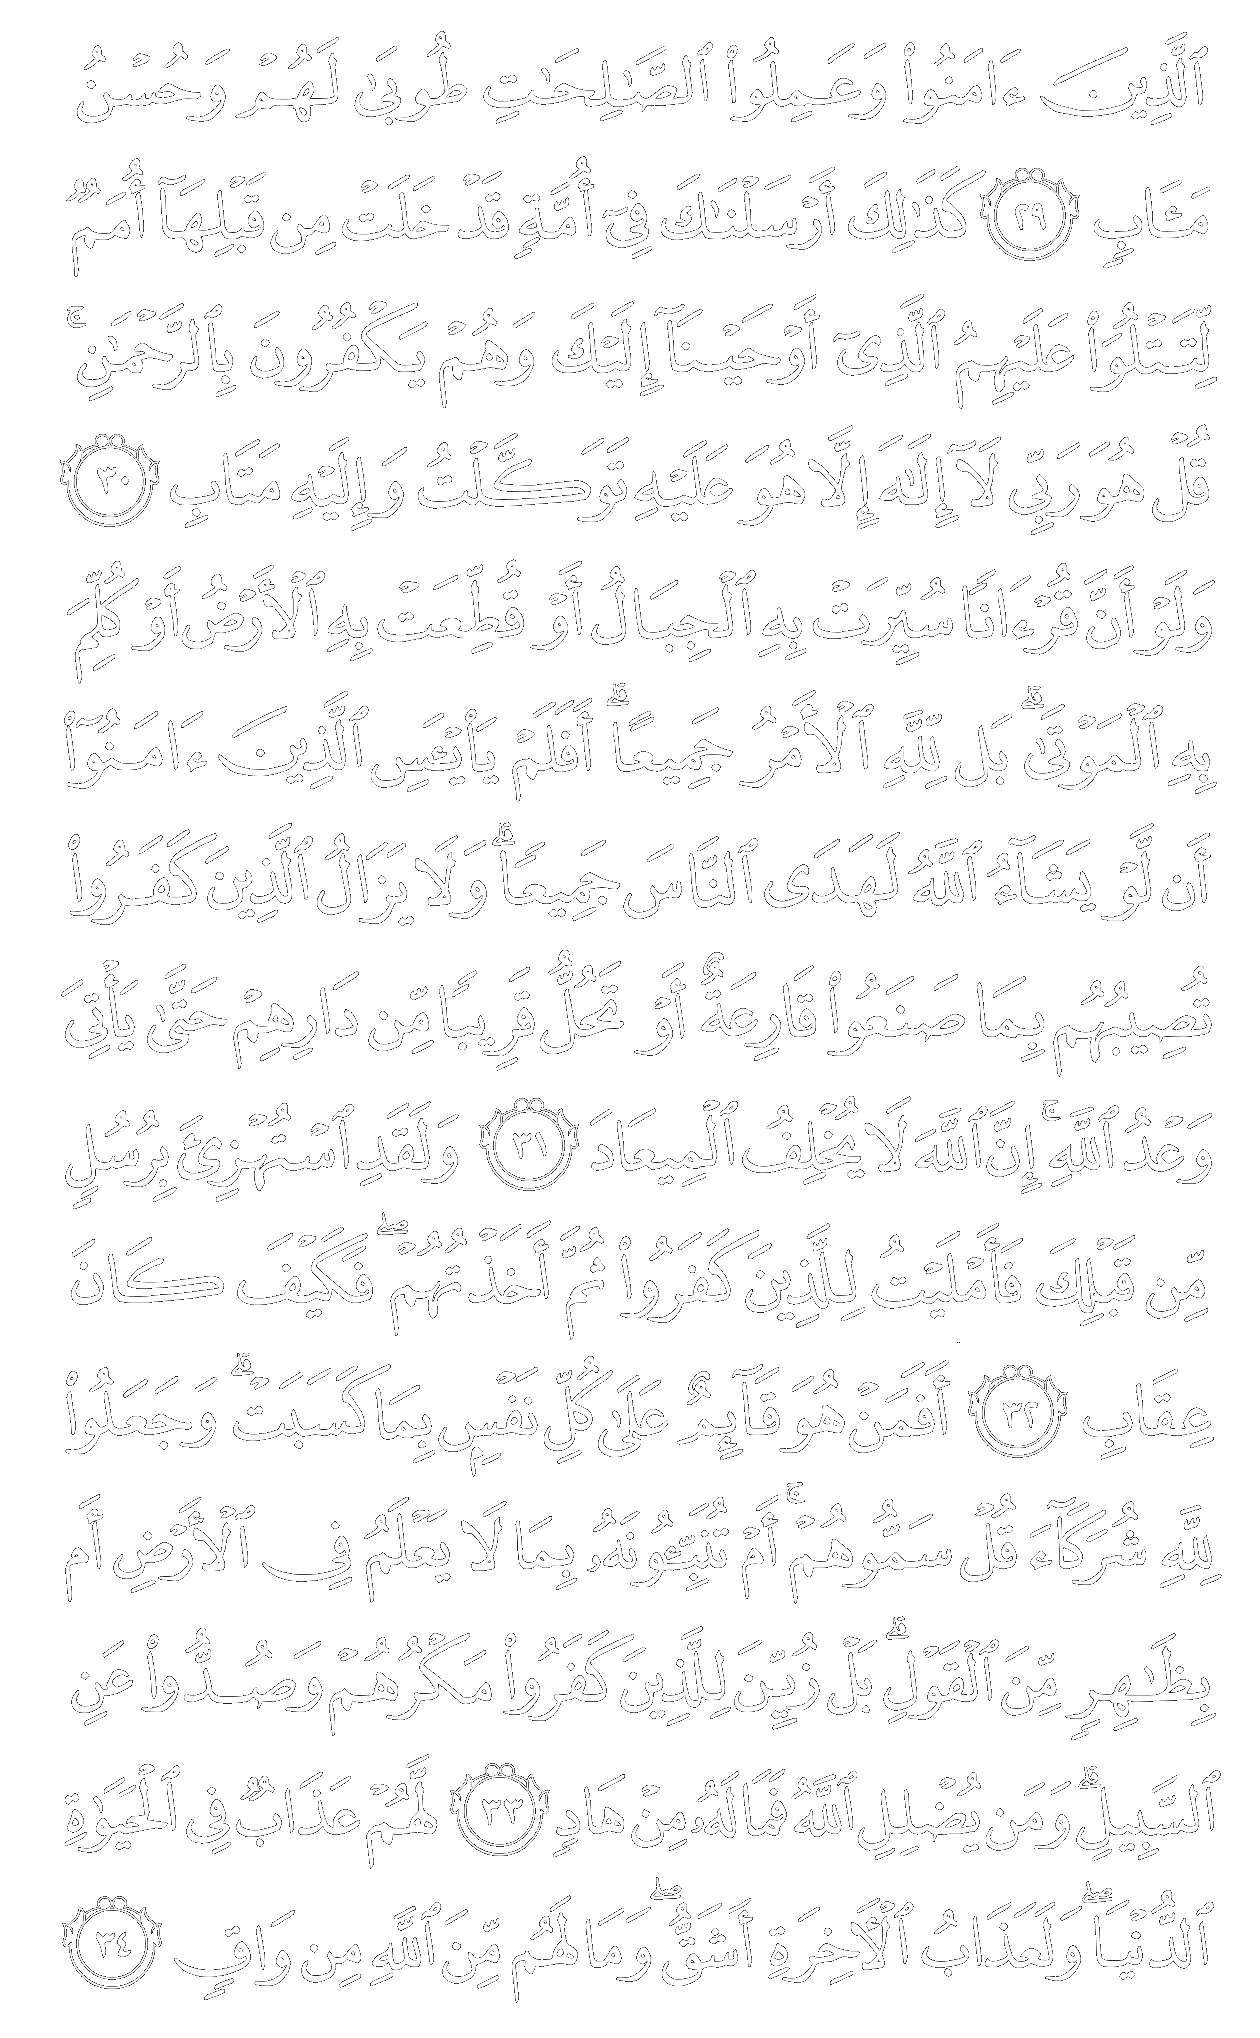 ٱلَّذِينَ ءَامَنُوا۟ وَعَمِلُوا۟ ٱلصَّـٰلِحَـٰتِ طُوبَىٰ لَهُمْ وَحُسْنُ
مَـَٔابٍ ٢٩ كَذَٰلِكَ أَرْسَلْنَـٰكَ فِىٓ أُمَّةٍ قَدْ خَلَتْ مِن قَبْلِهَآ أُمَمٌ
لِّتَتْلُوَا۟ عَلَيْهِمُ ٱلَّذِىٓ أَوْحَيْنَآ إِلَيْكَ وَهُمْ يَكْفُرُونَ بِٱلرَّحْمَـٰنِ ۚ
قُلْ هُوَ رَبِّى لَآ إِلَـٰهَ إِلَّا هُوَ عَلَيْهِ تَوَكَّلْتُ وَإِلَيْهِ مَتَابِ ٣٠
وَلَوْ أَنَّ قُرْءَانًا سُيِّرَتْ بِهِ ٱلْجِبَالُ أَوْ قُطِّعَتْ بِهِ ٱلْأَرْضُ أَوْ كُلِّمَ
بِهِ ٱلْمَوْتَىٰ ۗ بَل لِّلَّهِ ٱلْأَمْرُ جَمِيعًا ۗ أَفَلَمْ يَا۟يْـَٔسِ ٱلَّذِينَ ءَامَنُوٓا۟
أَن لَّوْ يَشَآءُ ٱللَّهُ لَهَدَى ٱلنَّاسَ جَمِيعًا ۗ وَلَا يَزَالُ ٱلَّذِينَ كَفَرُوا۟
تُصِيبُهُم بِمَا صَنَعُوا۟ قَارِعَةٌ أَوْ تَحُلُّ قَرِيبًا مِّن دَارِهِمْ حَتَّىٰ يَأْتِىَ
وَعْدُ ٱللَّهِ ۚ إِنَّ ٱللَّهَ لَا يُخْلِفُ ٱلْمِيعَادَ ٣١ وَلَقَدِ ٱسْتُهْزِئَ بِرُسُلٍ
مِّن قَبْلِكَ فَأَمْلَيْتُ لِلَّذِينَ كَفَرُوا۟ ثُمَّ أَخَذْتُهُمْ ۖ فَكَيْفَ كَانَ
عِقَابِ ٣٢ أَفَمَنْ هُوَ قَآئِمٌ عَلَىٰ كُلِّ نَفْسٍۭ بِمَا كَسَبَتْ ۗ وَجَعَلُوا۟
لِلَّهِ شُرَكَآءَ قُلْ سَمُّوهُمْ ۚ أَمْ تُنَبِّـُٔونَهُۥ بِمَا لَا يَعْلَمُ فِى ٱلْأَرْضِ أَم
بِظَـٰهِرٍ مِّنَ ٱلْقَوْلِ ۗ بَلْ زُيِّنَ لِلَّذِينَ كَفَرُوا۟ مَكْرُهُمْ وَصُدُّوا۟ عَنِ
ٱلسَّبِيلِ ۗ وَمَن يُضْلِلِ ٱللَّهُ فَمَا لَهُۥ مِنْ هَادٍ ٣٣ لَّهُمْ عَذَابٌ فِى ٱلْحَيَوٰةِ
ٱلدُّنْيَا ۖ وَلَعَذَابُ ٱلْـَٔاخِرَةِ أَشَقُّ ۖ وَمَا لَهُم مِّنَ ٱللَّهِ مِن وَاقٍ ٣٤